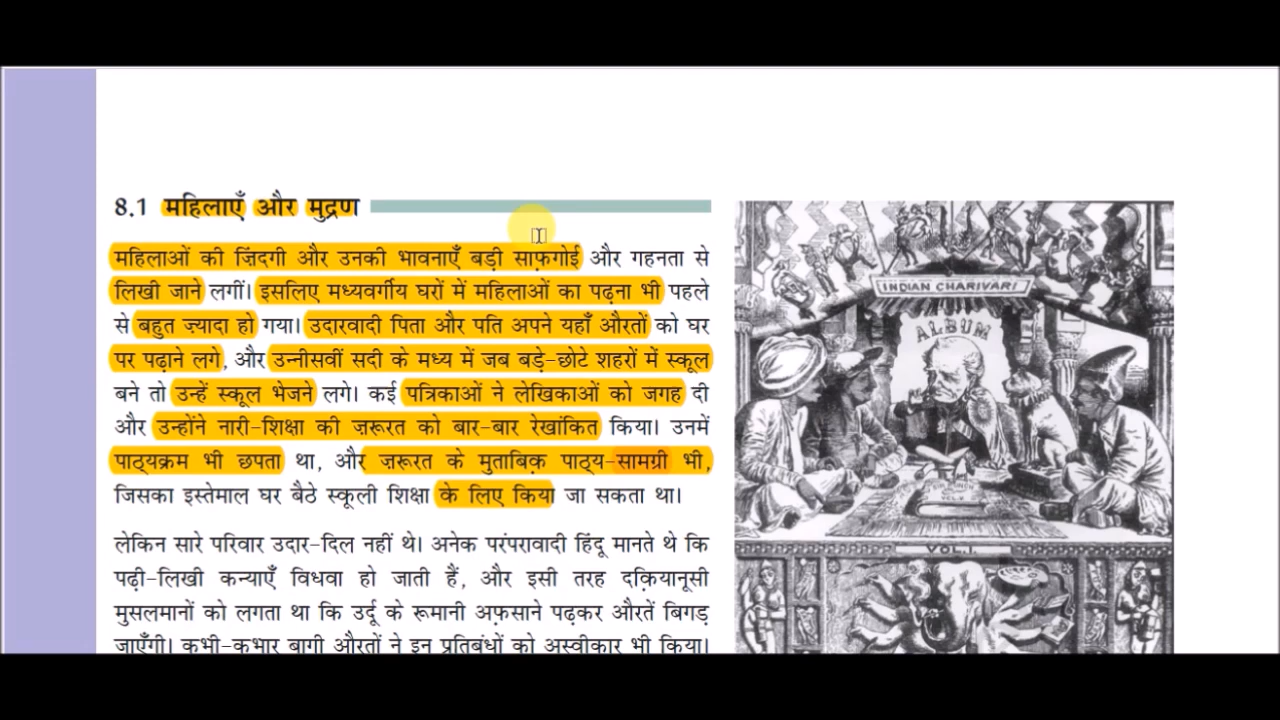 8.1 महिलाएँ और मुद्रण
महिलाओं की ज़िंदगी और उनकी भावनाएँ बड़ी साफ़गोई और गहनता से
लिखी जाने लगीं। इसलिए मध्यवर्गीय घरों में महिलाओं का पढ़ना भी पहले
से बहुत ज़्यादा हो गया। उदारवादी पिता और पति अपने यहाँ औरतों को घर
पर पढ़ाने लगे, और उन्नीसवीं सदी के मध्य में जब बड़े-छोटे शहरों में स्कूल
बने तो उन्हें स्कूल भेजने लगे। कई पत्रिकाओं ने लेखिकाओं को जगह दी
और उन्होंने नारी-शिक्षा की ज़रूरत को बार-बार रेखांकित किया। उनमें
पाठ्यक्रम भी छपता था, और ज़रूरत के मुताबिक़ पाठ्य-सामग्री भी,
जिसका इस्तेमाल घर बैठे स्कूली शिक्षा के लिए किया जा सकता था।
लेकिन सारे परिवार उदार-दिल नहीं थे। अनेक परंपरावादी हिंदू मानते थे कि
पढ़ी-लिखी कन्याएँ विधवा हो जाती हैं, और इसी तरह दक़ियानूसी
मुसलमानों को लगता था कि उर्दू के रूमानी अफ़साने पढ़कर औरतें बिगड़
जाएँगी। कभी-कभार बाग़ी औरतों ने इन प्रतिबंधों को अस्वीकार भी किया।
INDIAN CHARIVARI
ALBUM
VOL. I.